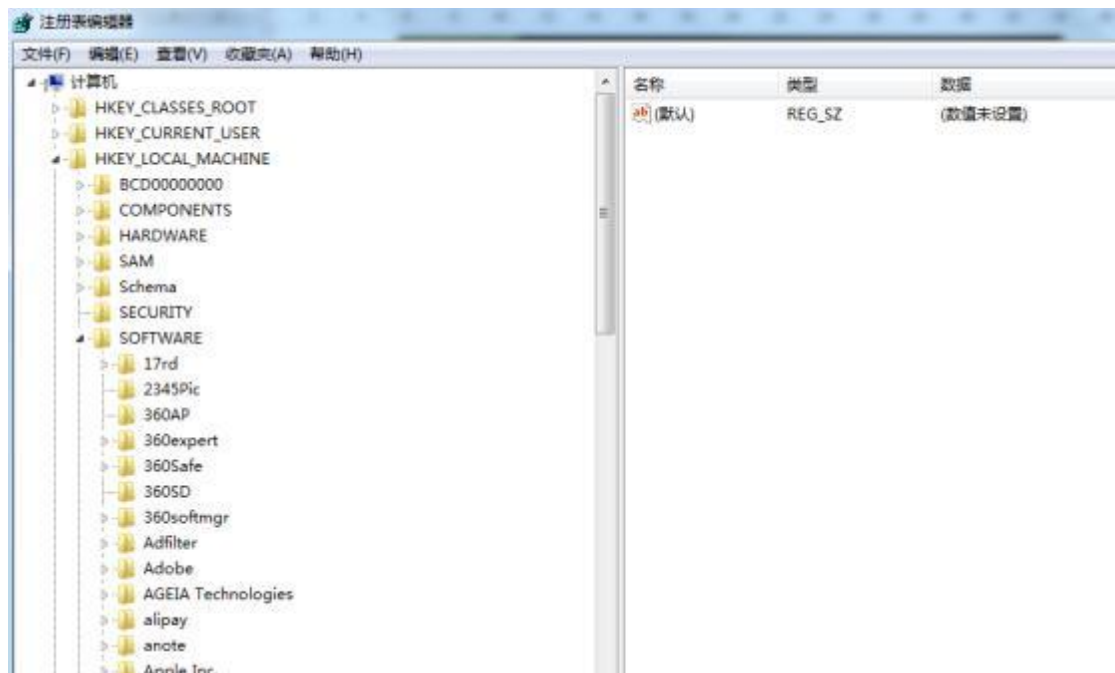 注册表编辑器
文件(F) 编辑(E) 查看(V) 收藏夹(A) 帮助(H)
计算机
HKEY_CLASSES_ROOT
HKEY_CURRENT_USER
HKEY_LOCAL_MACHINE
BCD00000000
COMPONENTS
HARDWARE
SAM
Schema
SECURITY
SOFTWARE
17rd
2345Pic
360AP
360expert
360Safe
360SD
360softmgr
Adfilter
Adobe
AGEIA Technologies
alipay
anote
Apple Inc.
名称 类型 数据
ab (默认) REG_SZ (数值未设置)